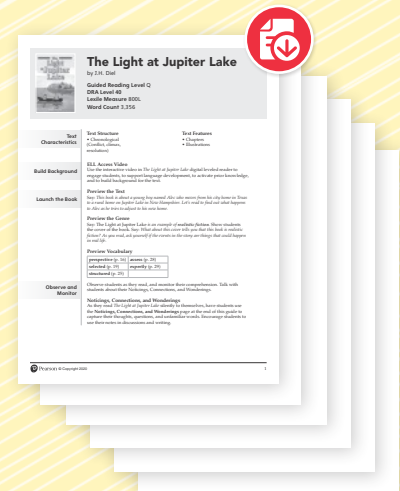 The Light at Jupiter Lake
The Light at Jupiter Lake
by J.H. Diel
Guided Reading Level Q
DRA Level 40
Lexile Measure 800L
Word Count 3,356
Text
Characteristics
Text Structure
• Chronological
(Conflict, climax,
resolution)
Text Features
• Chapters
• Illustrations
Build Background
ELL Access Video
Use the interactive video in The Light at Jupiter Lake digital leveled reader to
engage students, to support language development, to activate prior knowledge,
and to build background for the text.
Launch the Book
Preview the Text
Say: This book is about a young boy named Alec who moves from his city home in Texas
to a rural home on Jupiter Lake in New Hampshire. Let's read to find out what happens
to Alec as he tries to adjust to his new home.
Preview the Genre
Say: The Light at Jupiter Lake is an example of realistic fiction. Show students
the cover of the book. Say: What about this cover tells you that this book is realistic
fiction? As you read, ask yourself if the events in the story are things that could happen
in real life.
Preview Vocabulary
perspective (p. 16) access (p. 28)
selected (p. 19) expertly (p. 29)
structured (p. 25)
Observe and
Monitor
Observe students as they read, and monitor their comprehension. Talk with
students about their Noticings, Connections, and Wonderings.
Noticings, Connections, and Wonderings
As they read The Light at Jupiter Lake silently to themselves, have students use
the Noticings, Connections, and Wonderings page at the end of this guide to
capture their thoughts, questions, and unfamiliar words. Encourage students to
use their notes in discussions and writing.
Pearson © Copyright 2020
1